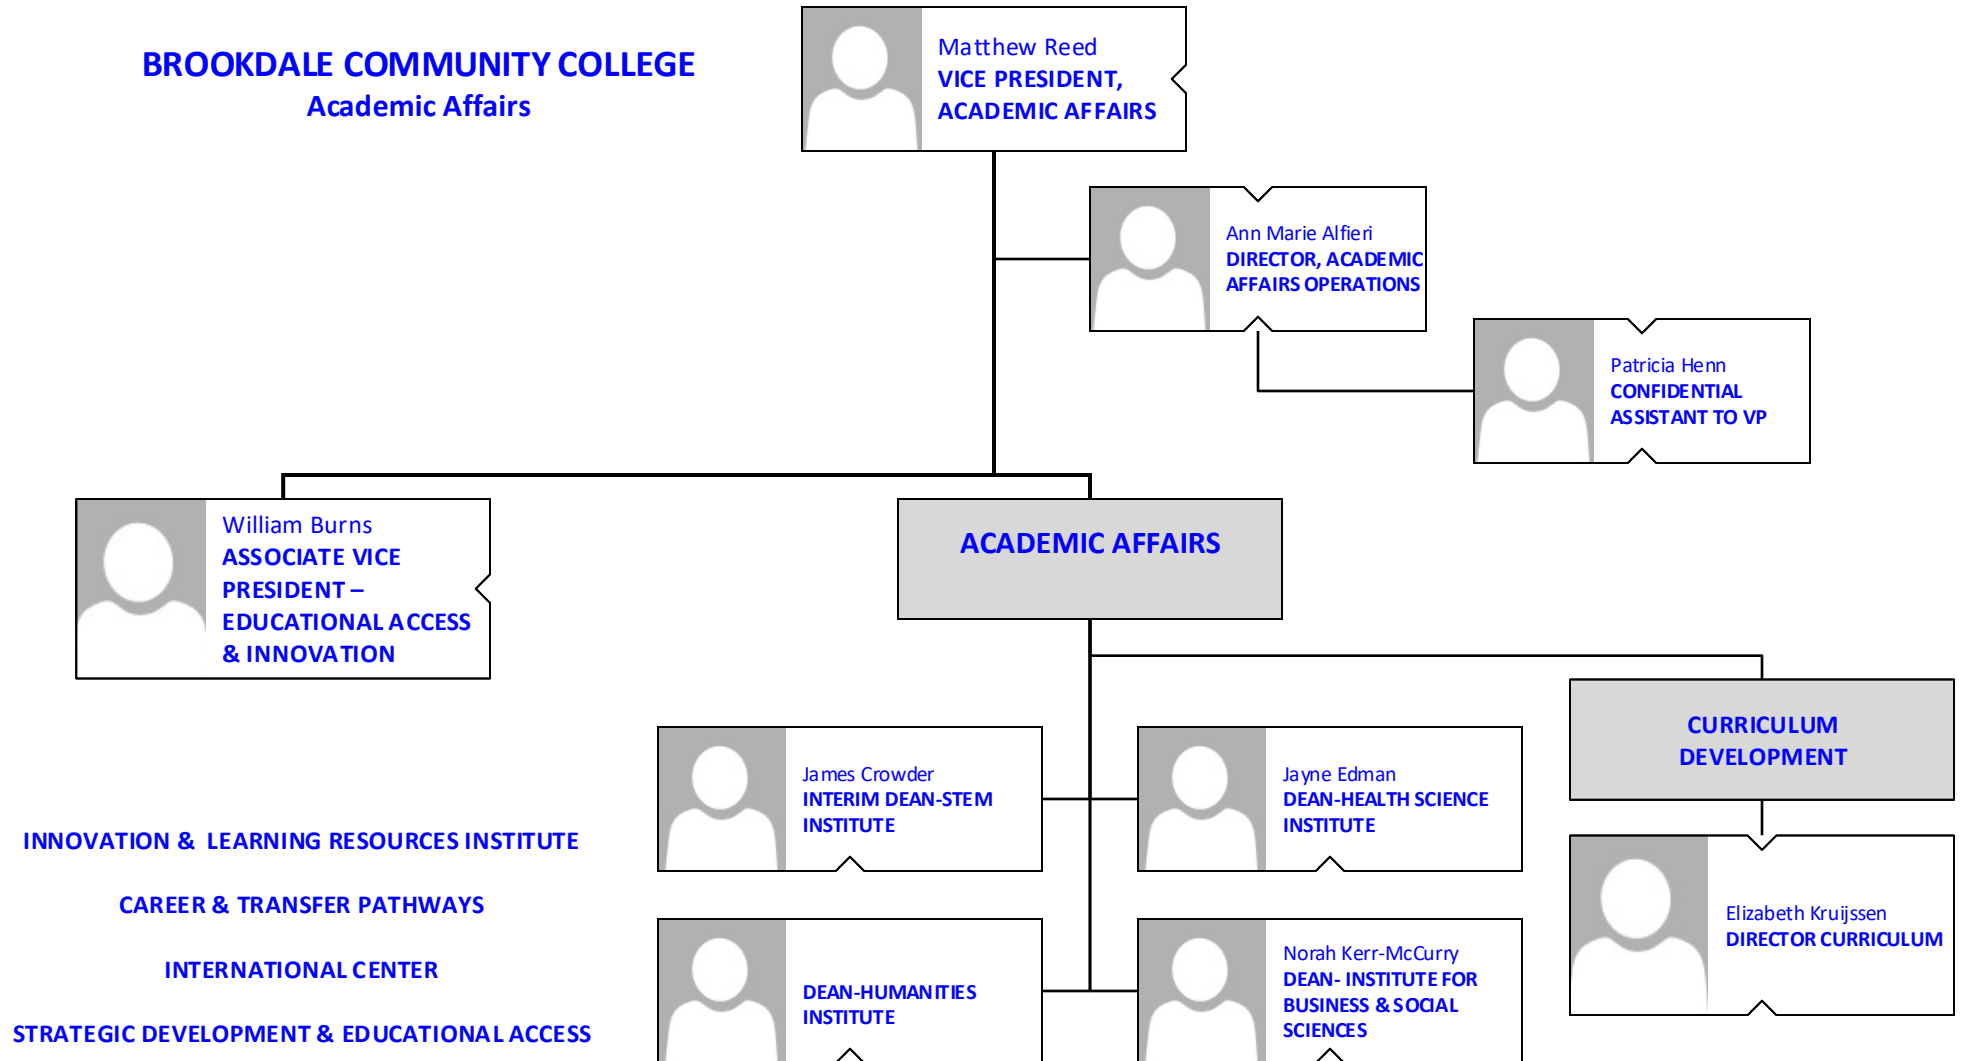 BROOKDALE COMMUNITY COLLEGE
Academic Affairs
Matthew Reed
VICE PRESIDENT,
ACADEMIC AFFAIRS
Ann Marie Alfieri
DIRECTOR, ACADEMIC
AFFAIRS OPERATIONS
Patricia Henn
CONFIDENTIAL
ASSISTANT TO VP
William Burns
ASSOCIATE VICE
PRESIDENT –
EDUCATIONAL ACCESS
& INNOVATION
ACADEMIC AFFAIRS
CURRICULUM
DEVELOPMENT
James Crowder
INTERIM DEAN-STEM
INSTITUTE
Jayne Edman
DEAN-HEALTH SCIENCE
INSTITUTE
Elizabeth Kruijssen
DIRECTOR CURRICULUM
INNOVATION & LEARNING RESOURCES INSTITUTE
CAREER & TRANSFER PATHWAYS
INTERNATIONAL CENTER
STRATEGIC DEVELOPMENT & EDUCATIONAL ACCESS
DEAN-HUMANITIES
INSTITUTE
Norah Kerr-McCurry
DEAN- INSTITUTE FOR
BUSINESS & SOCIAL
SCIENCES